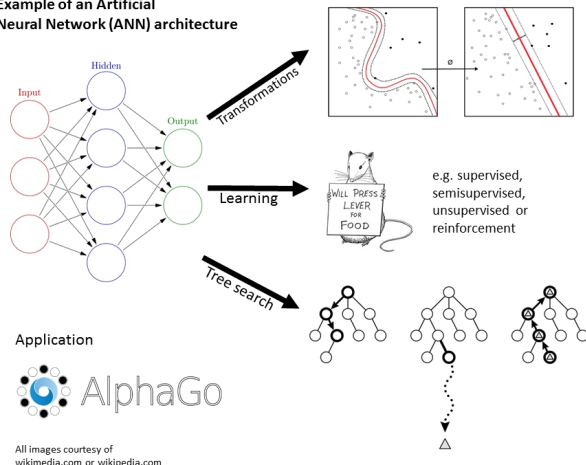 Example of an Artificial
Neural Network (ANN) architecture
Hidden
Input
Output
Transformations
ø
Learning
WILL PRESS
LEVER
FOR
FOOD
e.g. supervised,
semisupervised,
unsupervised or
reinforcement
Tree search
Application
AlphaGo
All images courtesy of
wikimedia.com or wikipedia.com